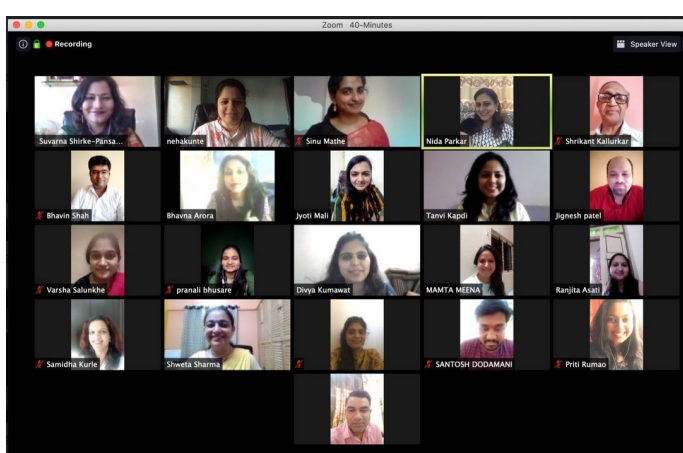 Zoom 40-Minutes
Recording
Speaker View
Suvarna Shirke-Pansa...
nehakunte
Sinu Mathe
Nida Parkar
Shrikant Kallurkar
Bhavin Shah
Bhavna Arora
Jyoti Mali
Tanvi Kapdi
Jignesh patel
Varsha Salunkhe
pranali bhusare
Divya Kumawat
MAMTA MEENA
Ranjita Asati
Samidha Kurle
Shweta Sharma
SANTOSH DODAMANI
Priti Rumao